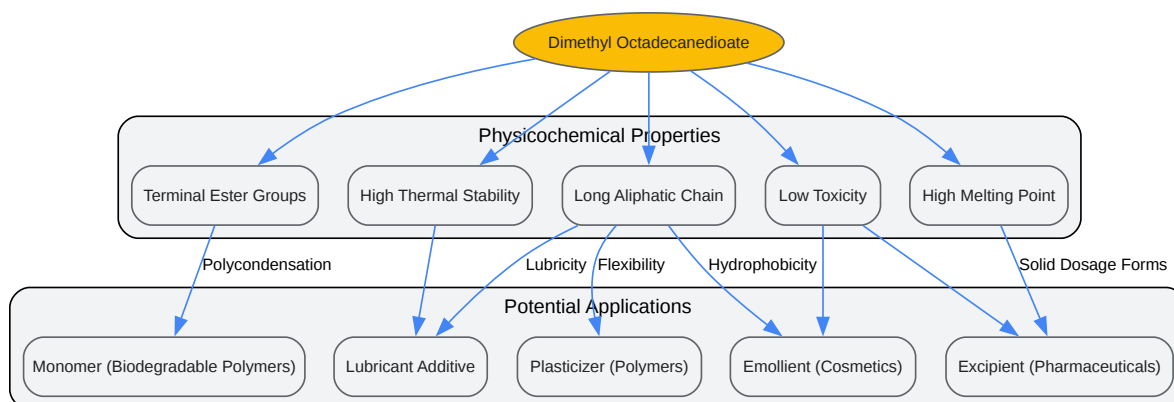 Dimethyl Octadecanedioate
Physicochemical Properties
Terminal Ester Groups
High Thermal Stability
Long Aliphatic Chain
Low Toxicity
High Melting Point
Polycondensation
Lubricity
Flexibility
Hydrophobicity
Solid Dosage Forms
Potential Applications
Monomer (Biodegradable Polymers)
Lubricant Additive
Plasticizer (Polymers)
Emollient (Cosmetics)
Excipient (Pharmaceuticals)